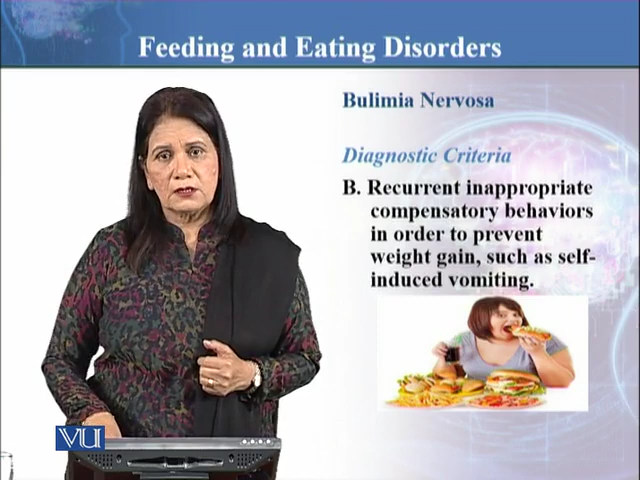 Feeding and Eating Disorders
Bulimia Nervosa
Diagnostic Criteria
B. Recurrent inappropriate
compensatory behaviors
in order to prevent
weight gain, such as self-
induced vomiting.
VU